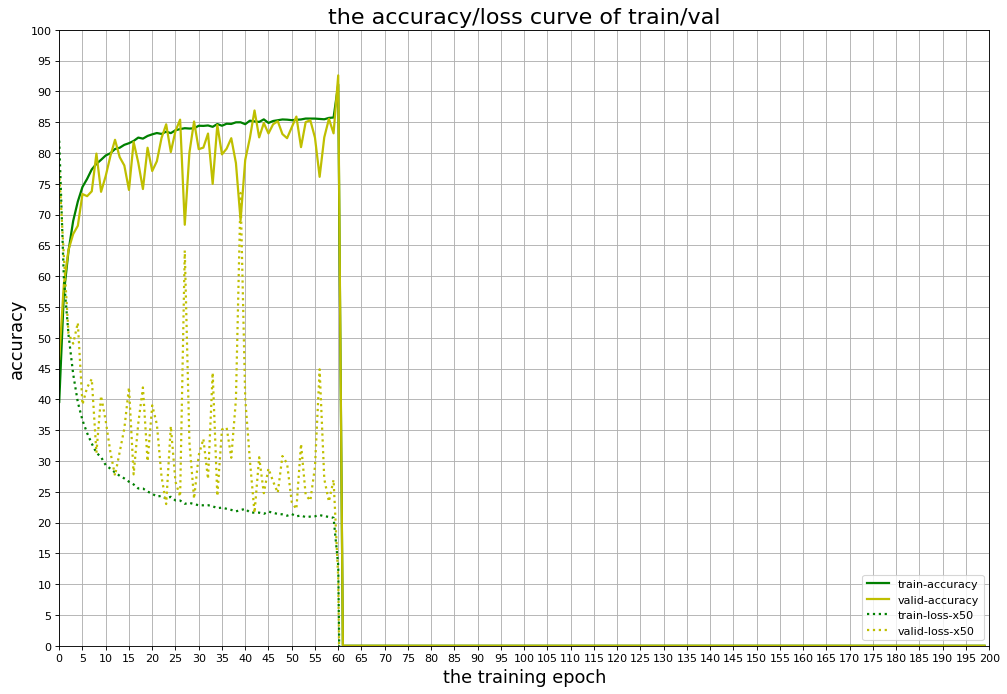 the accuracy/loss curve of train/val
100
95
90
85
80
75
70
65
60
55
50
45
40
35
30
25
20
15
10
5
0
accuracy
train-accuracy
valid-accuracy
train-loss-x50
valid-loss-x50
0 5 10 15 20 25 30 35 40 45 50 55 60 65 70 75 80 85 90 95 100 105 110 115 120 125 130 135 140 145 150 155 160 165 170 175 180 185 190 195 200
the training epoch